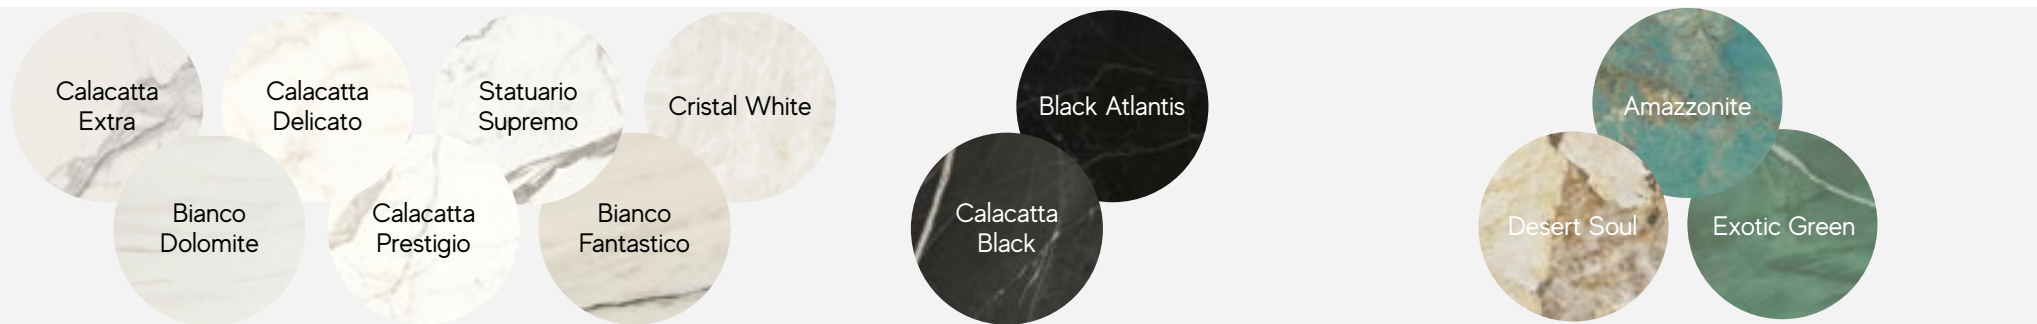 Calacatta
Extra
Calacatta
Delicato
Statuario
Supremo
Cristal White
Bianco
Dolomite
Calacatta
Prestigio
Bianco
Fantastico
Black Atlantis
Calacatta
Black
Amazzonite
Desert Soul
Exotic Green